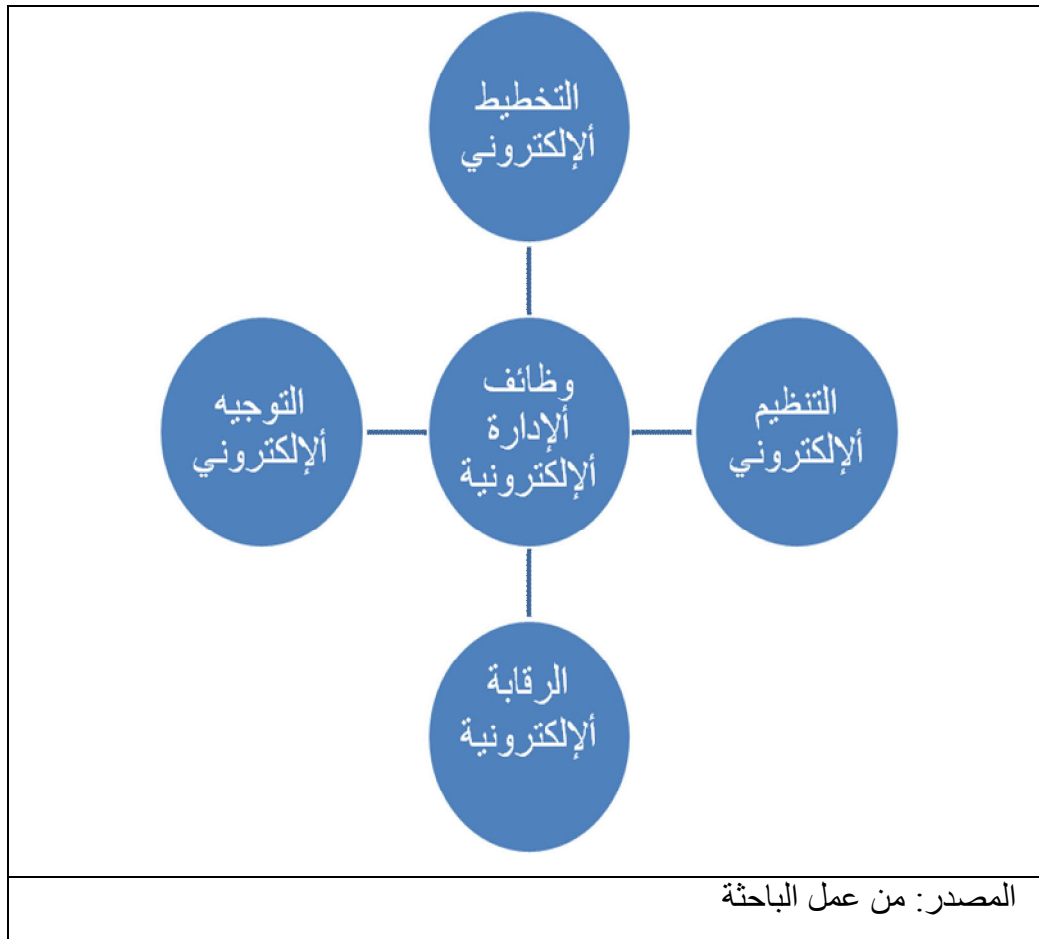 التخطيط
ألإلكتروني
التنظيم
ألإلكتروني
وظائف
ألإدارة
ألإلكترونية
التوجيه
ألإلكتروني
الرقابة
ألإلكترونية
المصدر: من عمل الباحثة